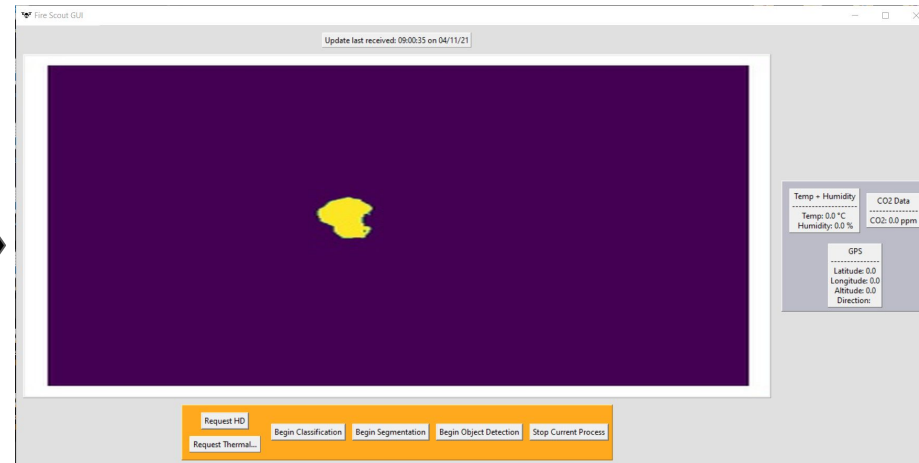 Fire Scout GUI
Update last received: 09:00:35 on 04/11/21
Temp + Humidity
--------------------
Temp: 0.0 °C
Humidity: 0.0 %
CO2 Data
---------------
CO2: 0.0 ppm
GPS
---------------
Latitude: 0.0
Longitude: 0.0
Altitude: 0.0
Direction:
Request HD
Request Thermal...
Begin Classification
Begin Segmentation
Begin Object Detection
Stop Current Process